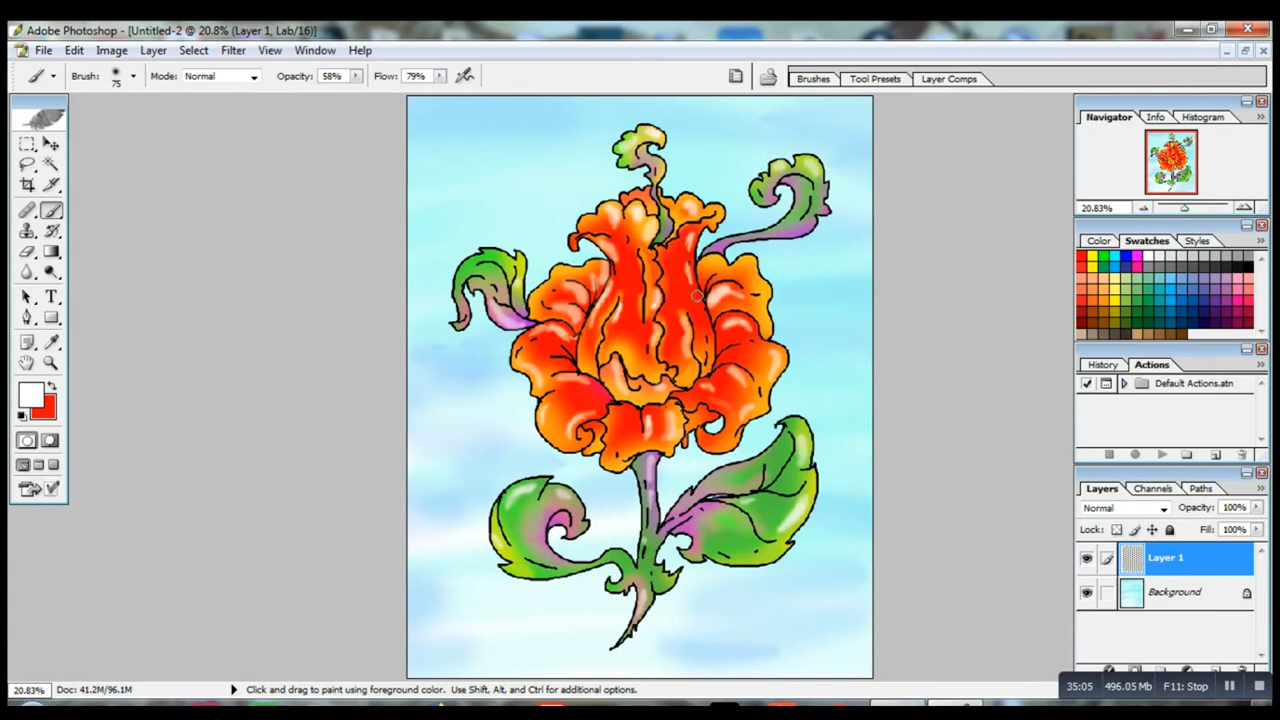 Adobe Photoshop - [Untitled-2 @ 20.8% (Layer 1, Lab/16)]
File Edit Image Layer Select Filter View Window Help
Brush: 75 Mode: Normal Opacity: 58% Flow: 79% Brushes Tool Presets Layer Comps
Navigator Info Histogram
20.83%
Color Swatches Styles
History Actions
Default Actions.atn
Layers Channels Paths
Normal Opacity: 100%
Lock: Fill: 100%
Layer 1
Background
20.83% Doc: 41.2M/96.1M Click and drag to paint using foreground color. Use Shift, Alt, and Ctrl for additional options.
35:05 496.05 Mb F11: Stop